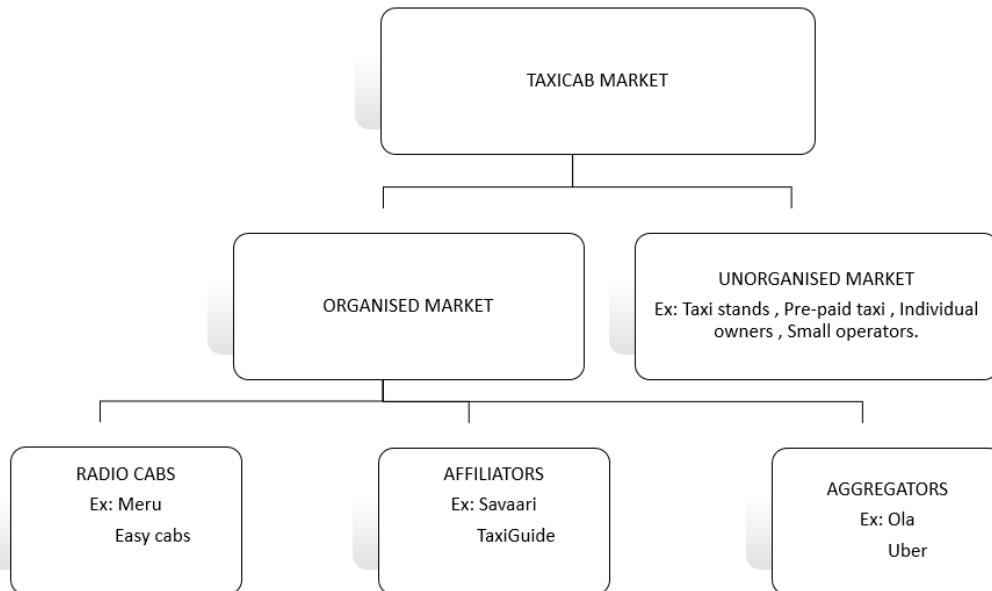 TAXICAB MARKET
ORGANISED MARKET
UNORGANISED MARKET
Ex: Taxi stands , Pre-paid taxi , Individual
owners , Small operators.
RADIO CABS
Ex: Meru
Easy cabs
AFFILIATORS
Ex: Savaari
TaxiGuide
AGGREGATORS
Ex: Ola
Uber